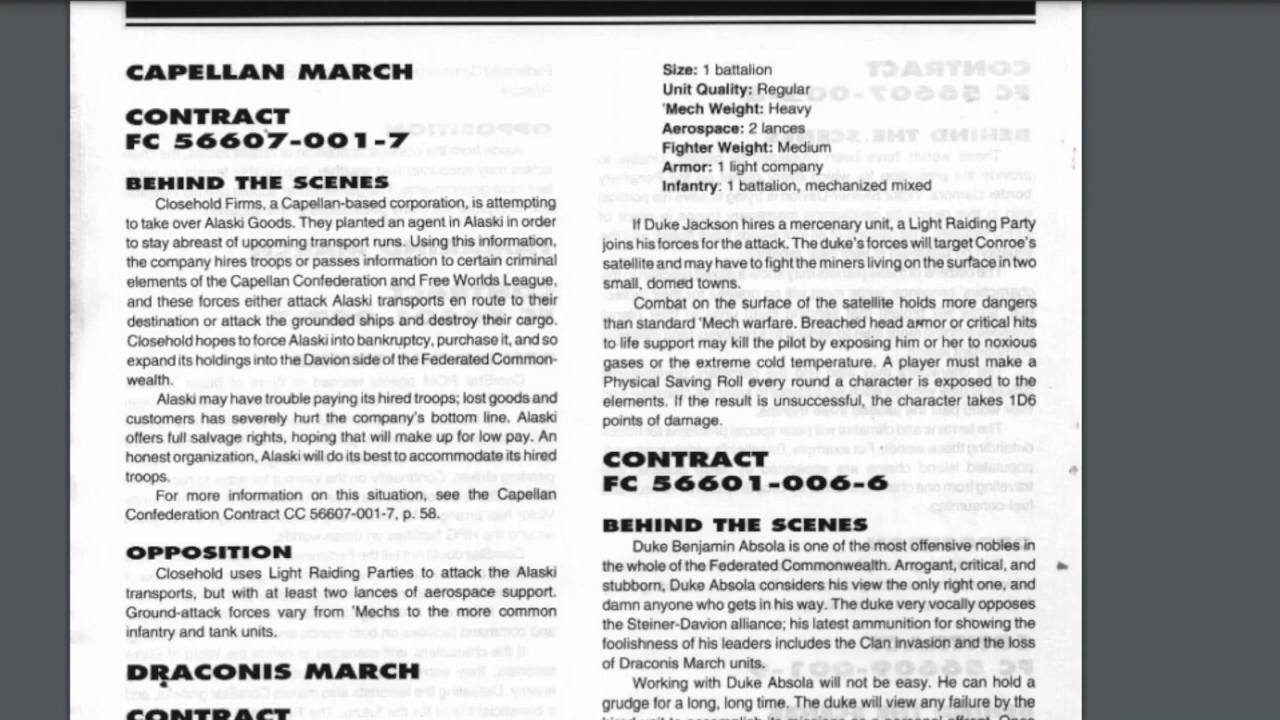 CAPELLAN MARCH
CONTRACT
FC 56607-001-7
BEHIND THE SCENES
Closehold Firms, a Capellan-based corporation, is attempting
to take over Alaski Goods. They planted an agent in Alaski in order
to stay abreast of upcoming transport runs. Using this information,
the company hires troops or passes information to certain criminal
elements of the Capellan Confederation and Free Worlds League,
and these forces either attack Alaski transports en route to their
destination or attack the grounded ships and destroy their cargo.
Closehold hopes to force Alaski into bankruptcy, purchase it, and so
expand its holdings into the Davion side of the Federated Common-
wealth.
Alaski may have trouble paying its hired troops; lost goods and
customers has severely hurt the company's bottom line. Alaski
offers full salvage rights, hoping that will make up for low pay. An
honest organization, Alaski will do its best to accommodate its hired
troops.
For more information on this situation, see the Capellan
Confederation Contract CC 56607-001-7, p. 58.
OPPOSITION
Closehold uses Light Raiding Parties to attack the Alaski
transports, but with at least two lances of aerospace support.
Ground-attack forces vary from 'Mechs to the more common
infantry and tank units.
DRACONIS MARCH
CONTRACT
Size: 1 battalion
Unit Quality: Regular
'Mech Weight: Heavy
Aerospace: 2 lances
Fighter Weight: Medium
Armor: 1 light company
Infantry: 1 battalion, mechanized mixed
If Duke Jackson hires a mercenary unit, a Light Raiding Party
joins his forces for the attack. The duke's forces will target Conroe's
satellite and may have to fight the miners living on the surface in two
small, domed towns.
Combat on the surface of the satellite holds more dangers
than standard 'Mech warfare. Breached head armor or critical hits
to life support may kill the pilot by exposing him or her to noxious
gases or the extreme cold temperature. A player must make a
Physical Saving Roll every round a character is exposed to the
elements. If the result is unsuccessful, the character takes 1D6
points of damage.
CONTRACT
FC 56601-006-6
BEHIND THE SCENES
Duke Benjamin Absola is one of the most offensive nobles in
the whole of the Federated Commonwealth. Arrogant, critical, and
stubborn, Duke Absola considers his view the only right one, and
damn anyone who gets in his way. The duke very vocally opposes
the Steiner-Davion alliance; his latest ammunition for showing the
foolishness of his leaders includes the Clan invasion and the loss
of Draconis March units.
Working with Duke Absola will not be easy. He can hold a
grudge for a long, long time. The duke will view any failure by the